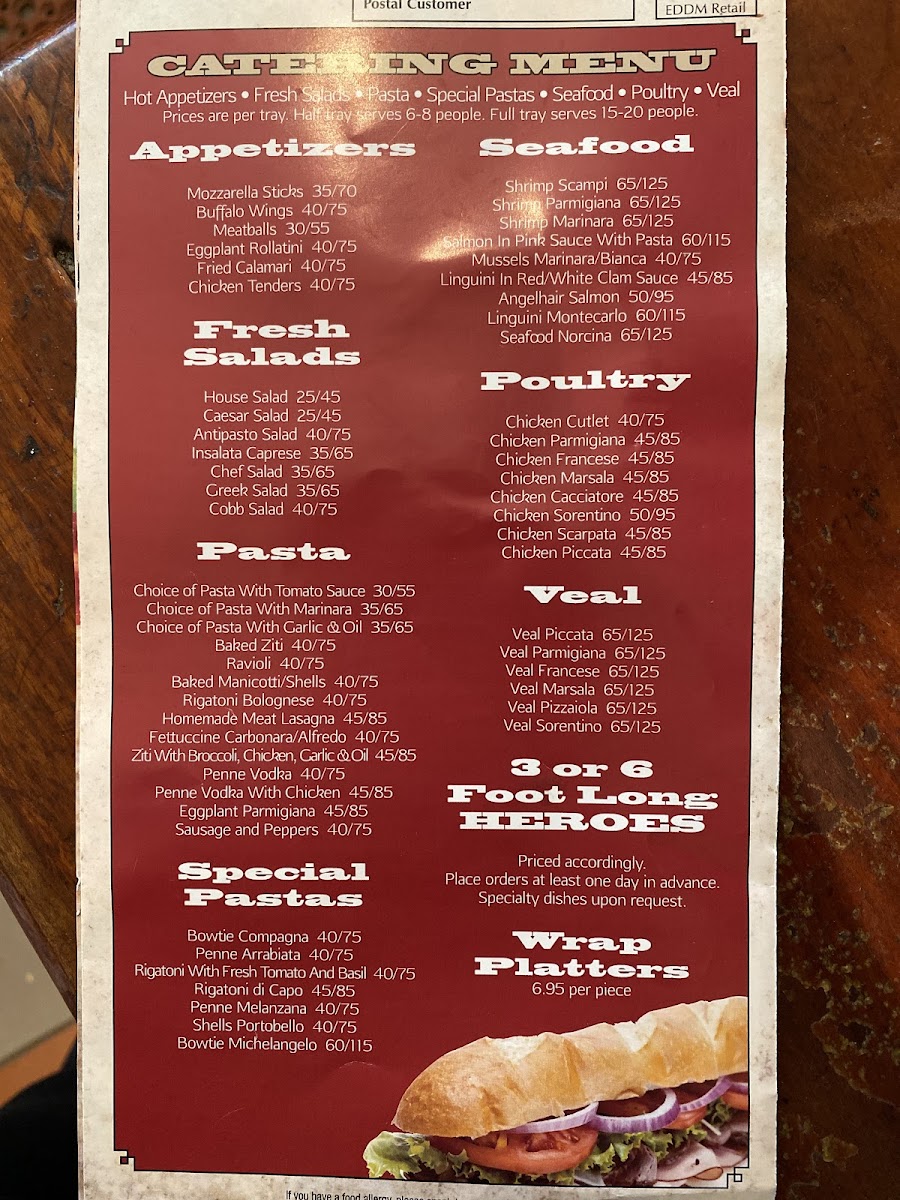 Postal Customer
EDDM Retail
CATERING MENU
Hot Appetizers • Fresh Salads • Pasta • Special Pastas • Seafood • Poultry • Veal
Prices are per tray. Half tray serves 6-8 people. Full tray serves 15-20 people.
Appetizers
Mozzarella Sticks 35/70
Buffalo Wings 40/75
Meatballs 30/55
Eggplant Rollatini 40/75
Fried Calamari 40/75
Chicken Tenders 40/75
Fresh
Salads
House Salad 25/45
Caesar Salad 25/45
Antipasto Salad 40/75
Insalata Caprese 35/65
Chef Salad 35/65
Greek Salad 35/65
Cobb Salad 40/75
Pasta
Choice of Pasta With Tomato Sauce 30/55
Choice of Pasta With Marinara 35/65
Choice of Pasta With Garlic & Oil 35/65
Baked Ziti 40/75
Ravioli 40/75
Baked Manicotti/Shells 40/75
Rigatoni Bolognese 40/75
Homemadè Meat Lasagna 45/85
Fettuccine Carbonara/Alfredo 40/75
Ziti With Broccoli, Chicken, Garlic & Oil 45/85
Penne Vodka 40/75
Penne Vodka With Chicken 45/85
Eggplant Parmigiana 45/85
Sausage and Peppers 40/75
Special
Pastas
Bowtie Compagna 40/75
Penne Arrabiata 40/75
Rigatoni With Fresh Tomato And Basil 40/75
Rigatoni di Capo 45/85
Penne Melanzana 40/75
Shells Portobello 40/75
Bowtie Michelangelo 60/115
Seafood
Shrimp Scampi 65/125
Shrimp Parmigiana 65/125
Shrimp Marinara 65/125
Salmon In Pink Sauce With Pasta 60/115
Mussels Marinara/Bianca 40/75
Linguini In Red/White Clam Sauce 45/85
Angelhair Salmon 50/95
Linguini Montecarlo 60/115
Seafood Norcina 65/125
Poultry
Chicken Cutlet 40/75
Chicken Parmigiana 45/85
Chicken Francese 45/85
Chicken Marsala 45/85
Chicken Cacciatore 45/85
Chicken Sorentino 50/95
Chicken Scarpata 45/85
Chicken Piccata 45/85
Veal
Veal Piccata 65/125
Veal Parmigiana 65/125
Veal Francese 65/125
Veal Marsala 65/125
Veal Pizzaiola 65/125
Veal Sorentino 65/125
3 or 6
Foot Long
HEROES
Priced accordingly.
Place orders at least one day in advance.
Specialty dishes upon request.
Wrap
Platters
6.95 per piece
If you have a food allergy, please